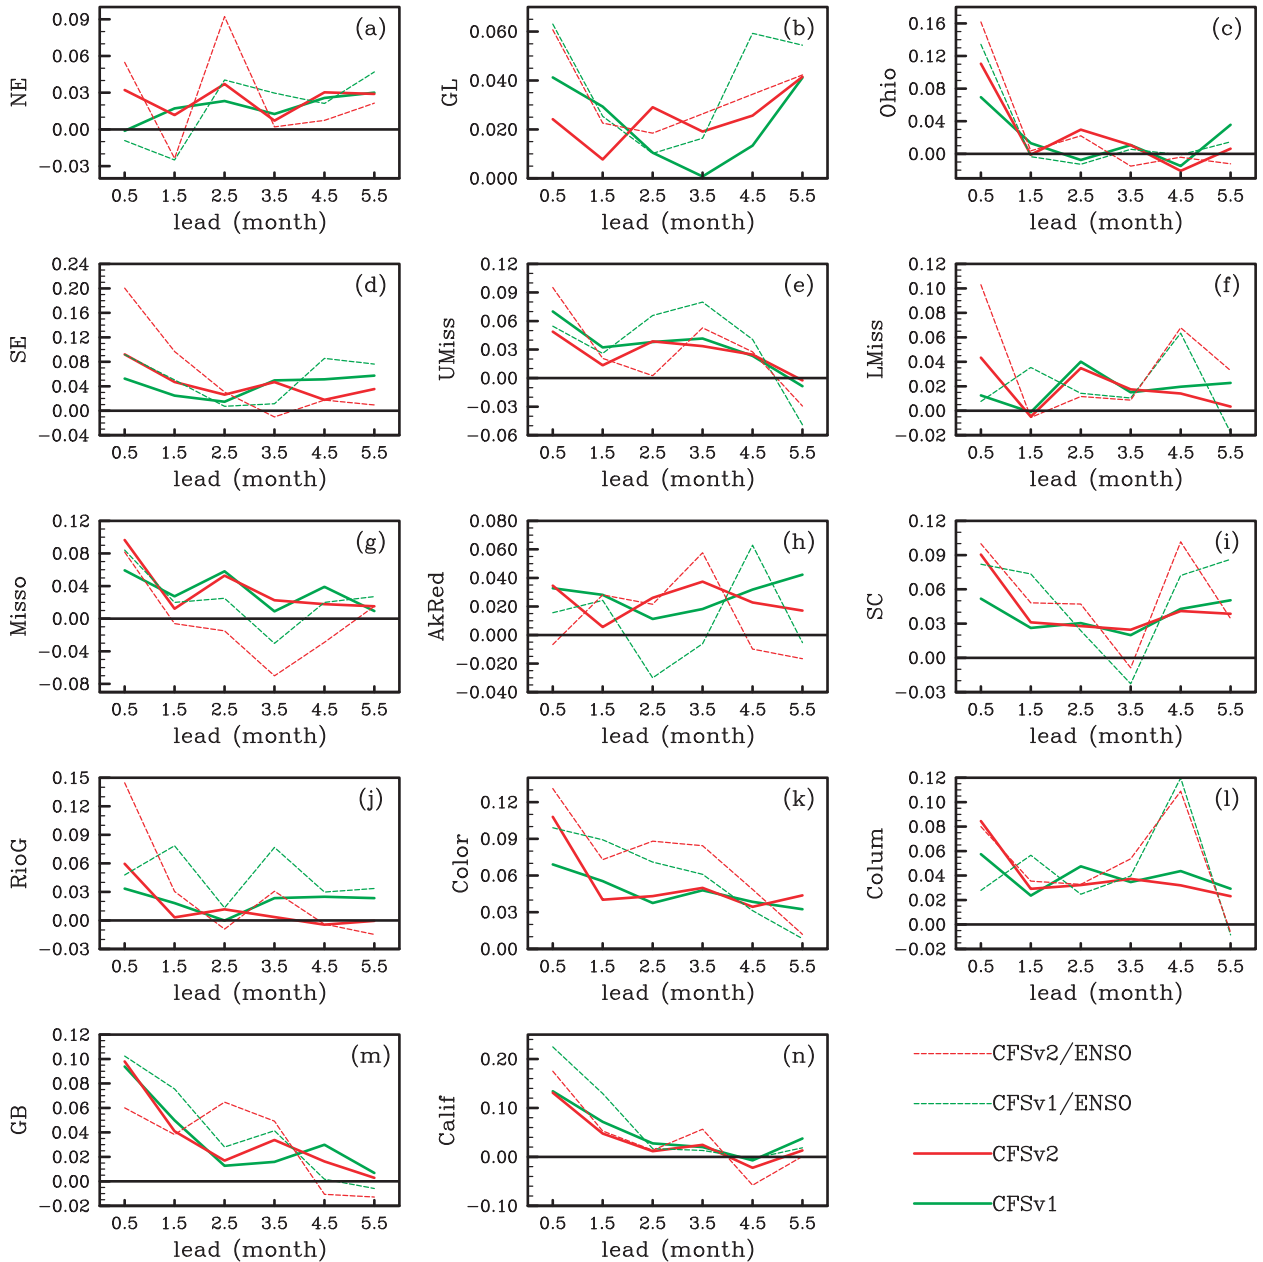 0.09
0.06
0.03
0.00
−0.03
NE
(a)
0.5 1.5 2.5 3.5 4.5 5.5
lead (month)
0.060
0.040
0.020
0.000
GL
(b)
0.5 1.5 2.5 3.5 4.5 5.5
lead (month)
0.16
0.12
0.08
0.04
0.00
Ohio
(c)
0.5 1.5 2.5 3.5 4.5 5.5
lead (month)
0.24
0.20
0.16
0.12
0.08
0.04
0.00
−0.04
SE
(d)
0.5 1.5 2.5 3.5 4.5 5.5
lead (month)
0.12
0.09
0.06
0.03
0.00
−0.03
−0.06
UMiss
(e)
0.5 1.5 2.5 3.5 4.5 5.5
lead (month)
0.12
0.10
0.08
0.06
0.04
0.02
0.00
−0.02
LMiss
(f)
0.5 1.5 2.5 3.5 4.5 5.5
lead (month)
0.12
0.08
0.04
0.00
−0.04
−0.08
Misso
(g)
0.5 1.5 2.5 3.5 4.5 5.5
lead (month)
0.080
0.060
0.040
0.020
0.000
−0.020
−0.040
AkRed
(h)
0.5 1.5 2.5 3.5 4.5 5.5
lead (month)
0.12
0.09
0.06
0.03
0.00
−0.03
SC
(i)
0.5 1.5 2.5 3.5 4.5 5.5
lead (month)
0.15
0.12
0.09
0.06
0.03
0.00
−0.03
RioG
(j)
0.5 1.5 2.5 3.5 4.5 5.5
lead (month)
0.12
0.09
0.06
0.03
0.00
Color
(k)
0.5 1.5 2.5 3.5 4.5 5.5
lead (month)
0.12
0.10
0.08
0.06
0.04
0.02
0.00
−0.02
Colum
(l)
0.5 1.5 2.5 3.5 4.5 5.5
lead (month)
0.12
0.10
0.08
0.06
0.04
0.02
0.00
−0.02
GB
(m)
0.5 1.5 2.5 3.5 4.5 5.5
lead (month)
0.20
0.10
0.00
−0.10
Calif
(n)
0.5 1.5 2.5 3.5 4.5 5.5
lead (month)
CFSv2/ENSO
CFSv1/ENSO
CFSv2
CFSv1